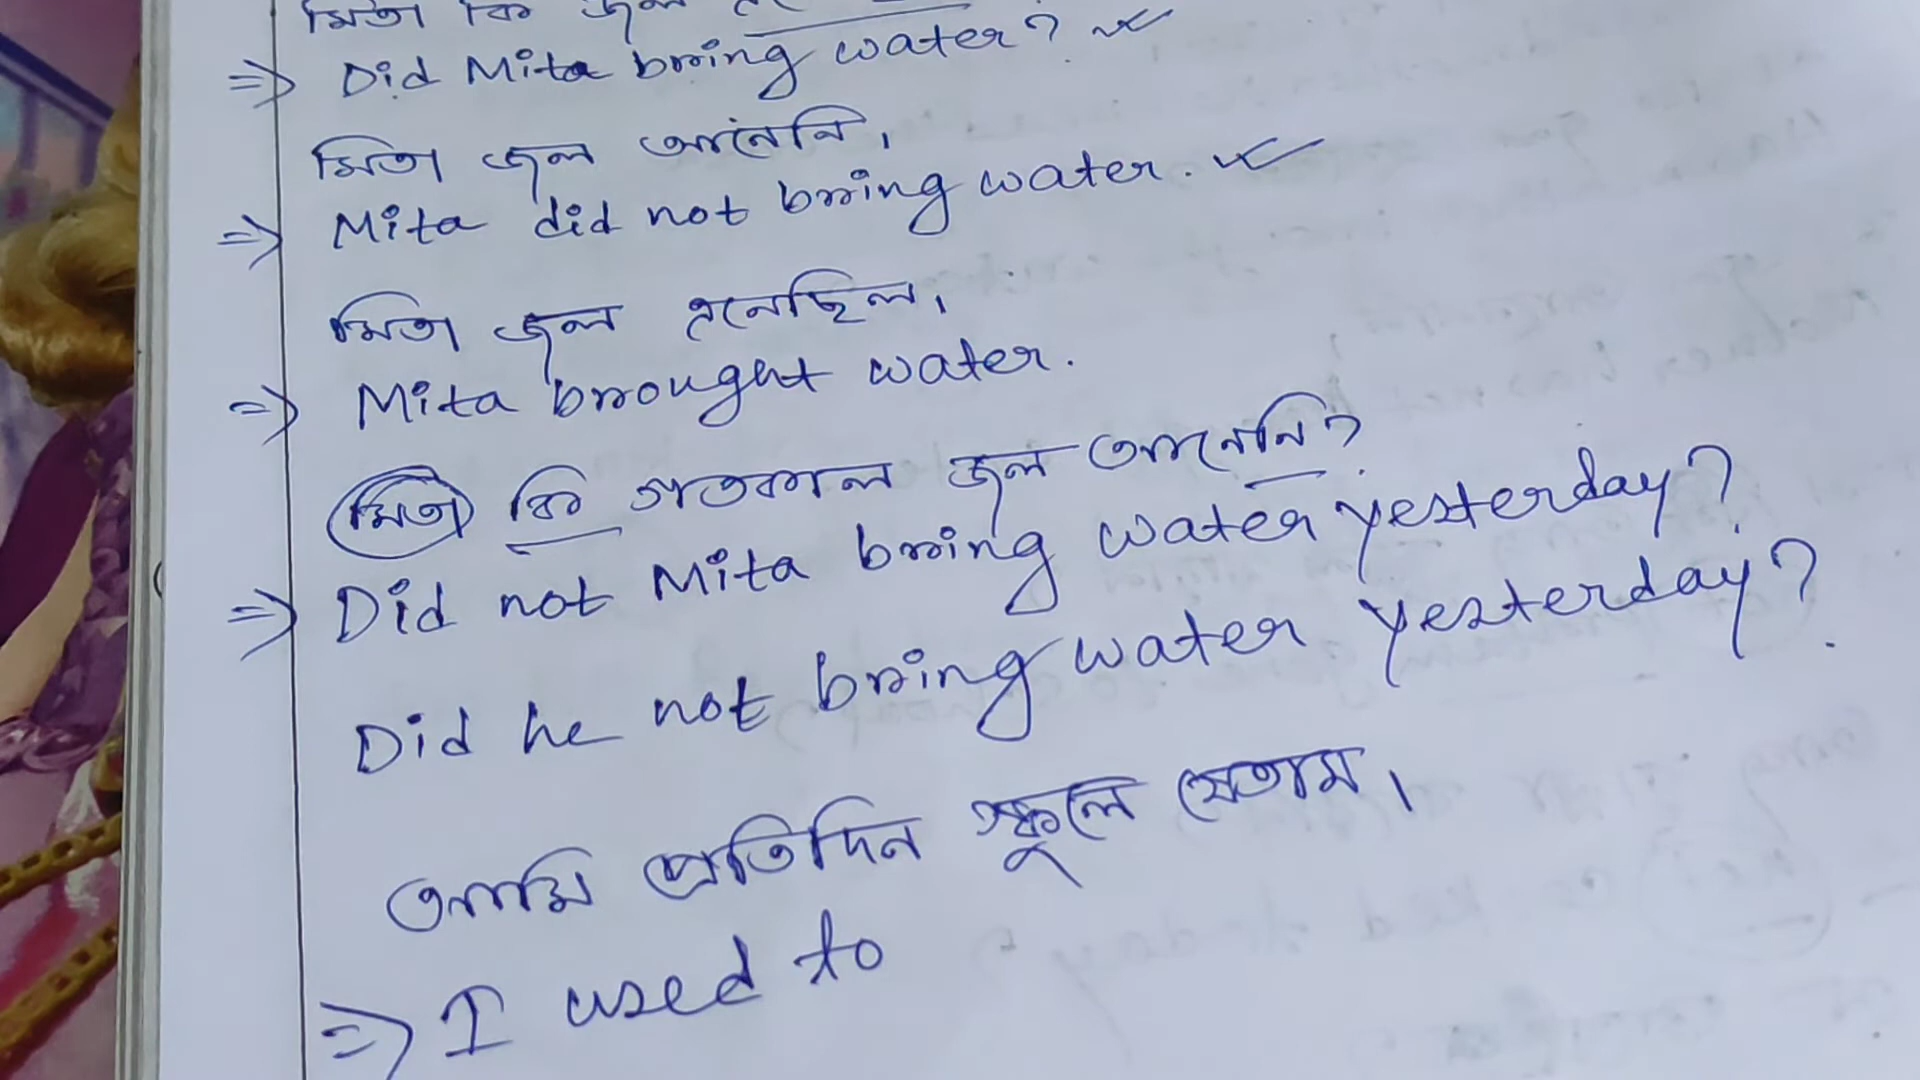 মিতা কি জল
=> Did Mita bring water?
মিতা জল আনেনি।
=> Mita did not bring water.
মিতা জল এনেছিল।
=> Mita brought water.
মিতা কি গতকাল জল আনেনি?
=> Did not Mita bring water yesterday?
Did he not bring water yesterday?
আমি প্রতিদিন স্কুলে যেতাম।
=> I used to